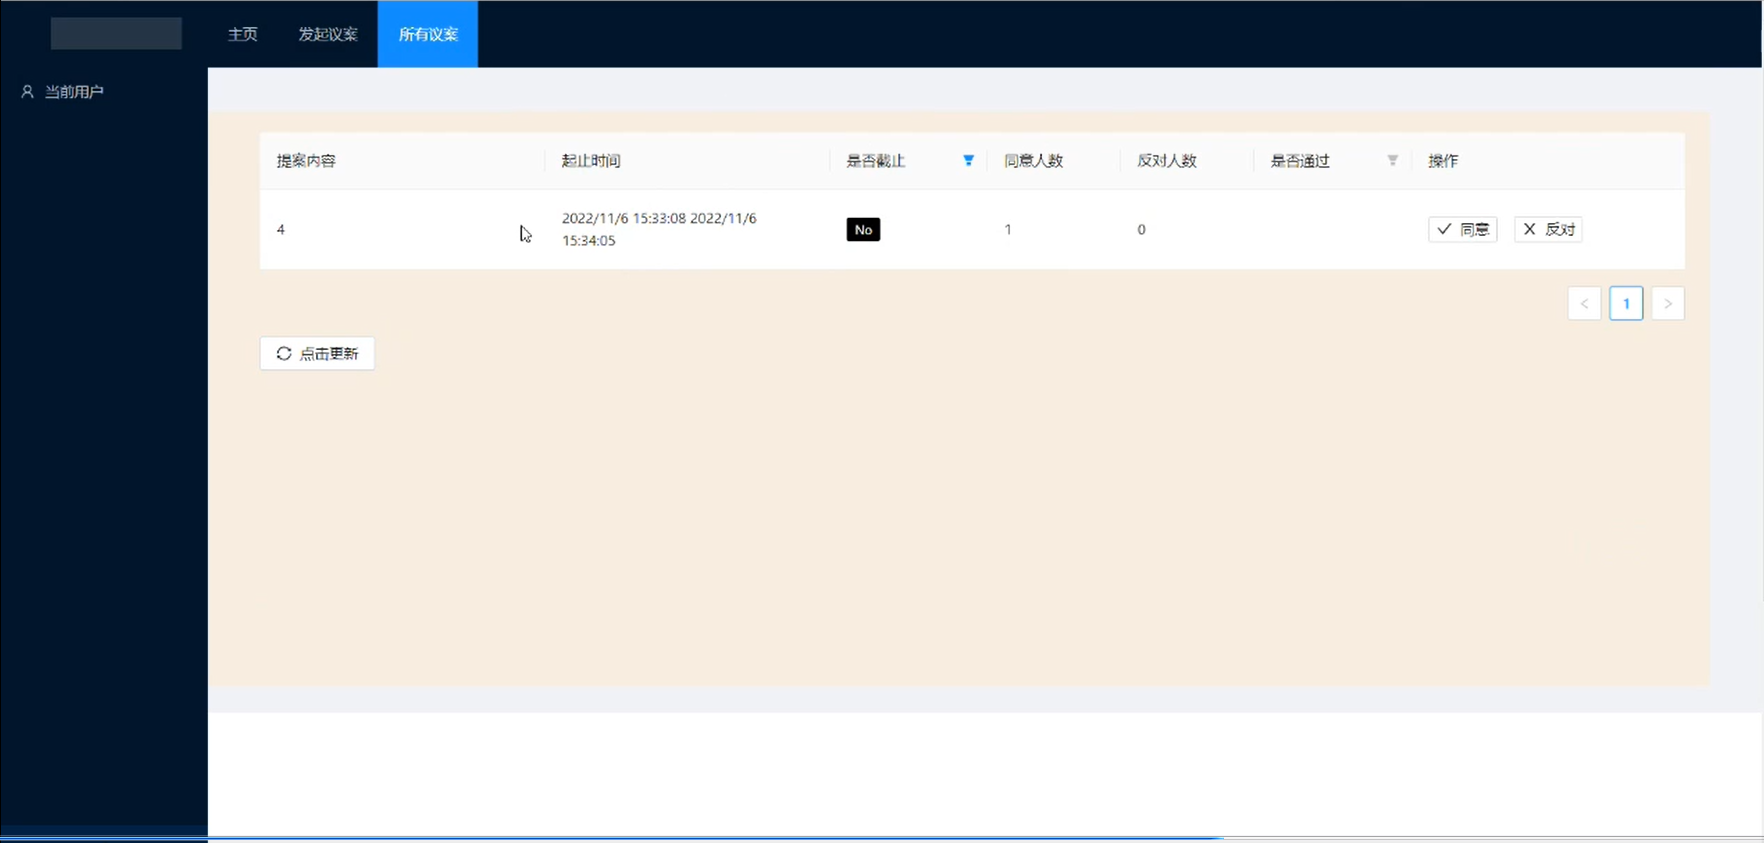 主页 发起议案 所有议案
当前用户
提案内容 起止时间 是否截止 同意人数 反对人数 是否通过 操作
4 2022/11/6 15:33:08 2022/11/6 No 1 0 同意 反对
15:34:05
1
点击更新